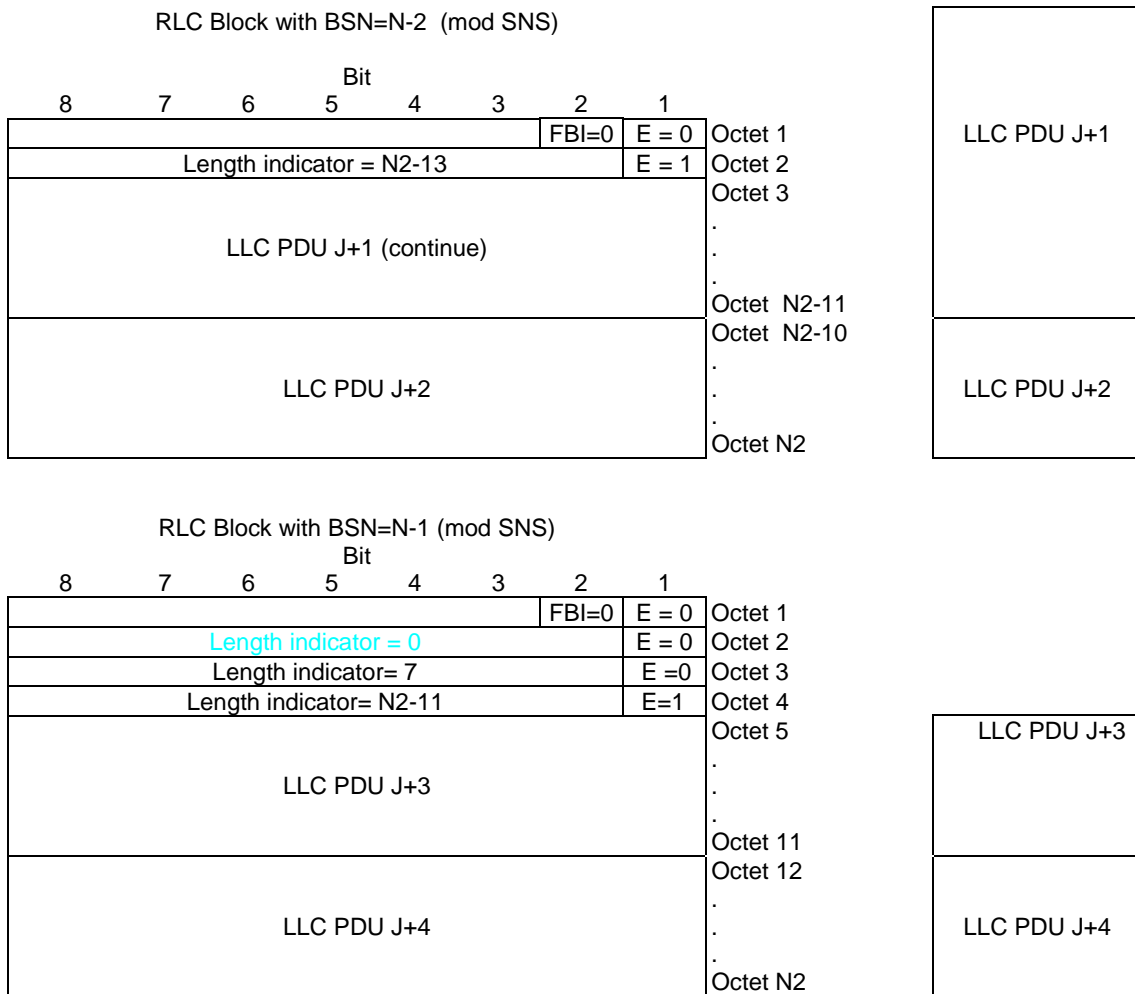 RLC Block with BSN=N-2 (mod SNS)
Bit
8 7 6 5 4 3 2 1
FBI=0 E = 0 Octet 1 LLC PDU J+1
Length indicator = N2-13 E = 1 Octet 2
Octet 3
.
LLC PDU J+1 (continue) .
.
Octet N2-11
Octet N2-10
.
LLC PDU J+2 . LLC PDU J+2
.
Octet N2
RLC Block with BSN=N-1 (mod SNS)
Bit
8 7 6 5 4 3 2 1
FBI=0 E = 0 Octet 1
Length indicator = 0 E = 0 Octet 2
Length indicator= 7 E =0 Octet 3
Length indicator= N2-11 E=1 Octet 4
Octet 5 LLC PDU J+3
.
LLC PDU J+3 .
.
Octet 11
Octet 12
.
LLC PDU J+4 . LLC PDU J+4
.
Octet N2